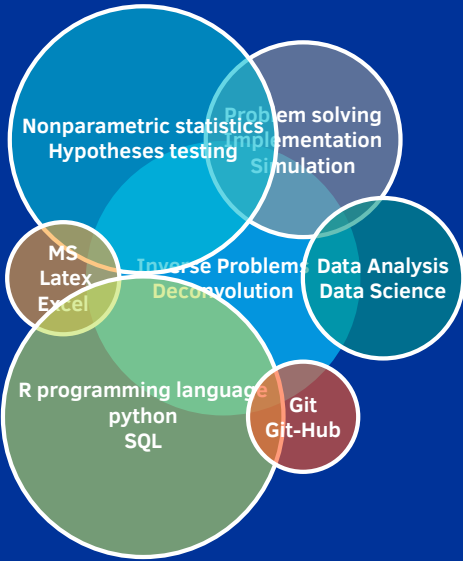 Nonparametric statistics
Hypotheses testing
Problem solving
Implementation
Simulation
MS
Latex
Excel
Inverse Problems
Deconvolution
Data Analysis
Data Science
R programming language
python
SQL
Git
Git-Hub